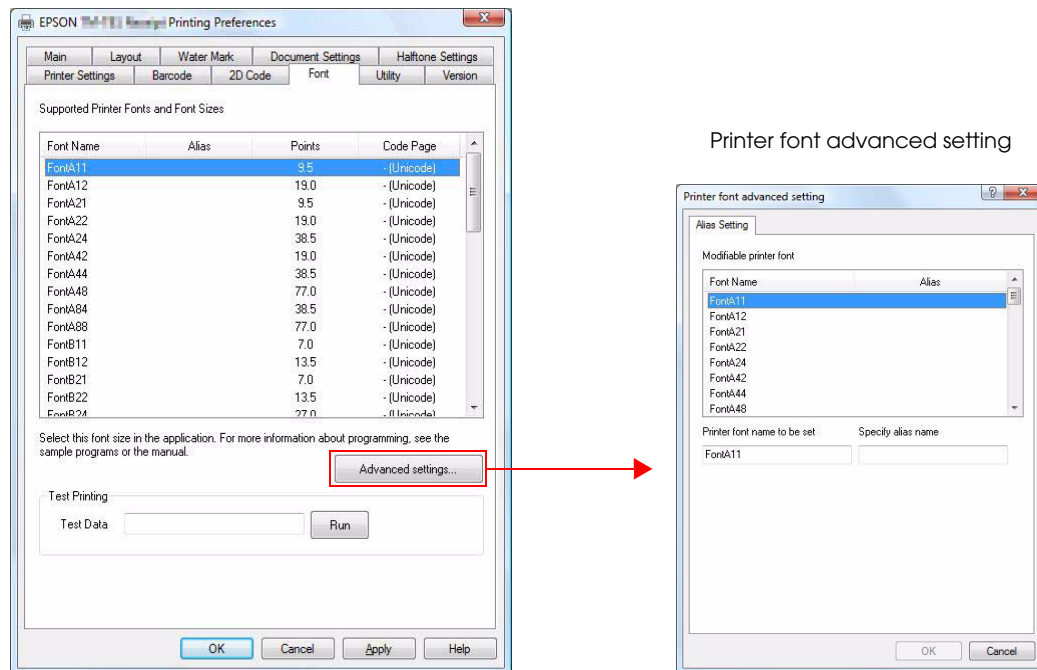 EPSON Printing Preferences
Main Layout Water Mark Document Settings Halftone Settings
Printer Settings Barcode 2D Code Font Utility Version
Supported Printer Fonts and Font Sizes
Font Name Alias Points Code Page
FontA11 9.5 - (Unicode)
FontA12 19.0 - (Unicode)
FontA21 9.5 - (Unicode)
FontA22 19.0 - (Unicode)
FontA24 38.5 - (Unicode)
FontA42 19.0 - (Unicode)
FontA44 38.5 - (Unicode)
FontA48 77.0 - (Unicode)
FontA84 38.5 - (Unicode)
FontA88 77.0 - (Unicode)
FontB11 7.0 - (Unicode)
FontB12 13.5 - (Unicode)
FontB21 7.0 - (Unicode)
FontB22 13.5 - (Unicode)
FontB24 27.0 - (Unicode)
Select this font size in the application. For more information about programming, see the
sample programs or the manual.
Advanced settings...
Test Printing
Test Data Run
OK Cancel Apply Help
Printer font advanced setting
Printer font advanced setting
Alias Setting
Modifiable printer font
Font Name Alias
FontA11
FontA12
FontA21
FontA22
FontA24
FontA42
FontA44
FontA48
Printer font name to be set Specify alias name
FontA11
OK Cancel